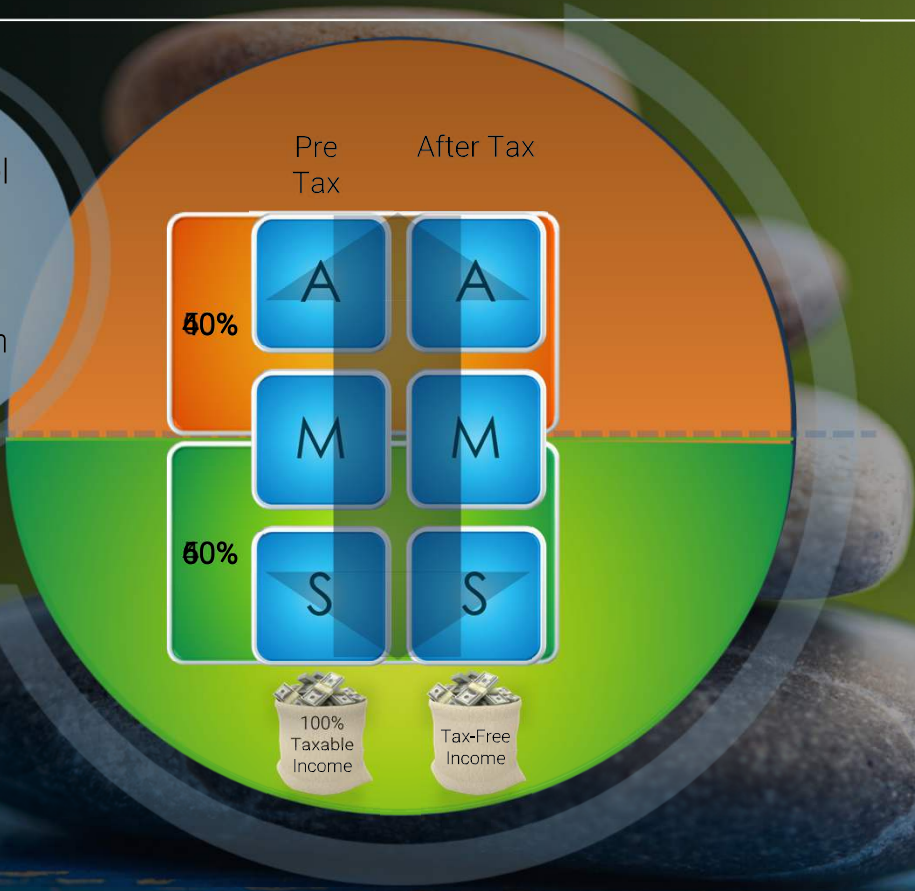 Pre
Tax
After Tax
A
A
M
M
S
S
100%
Taxable
Income
Tax-Free
Income